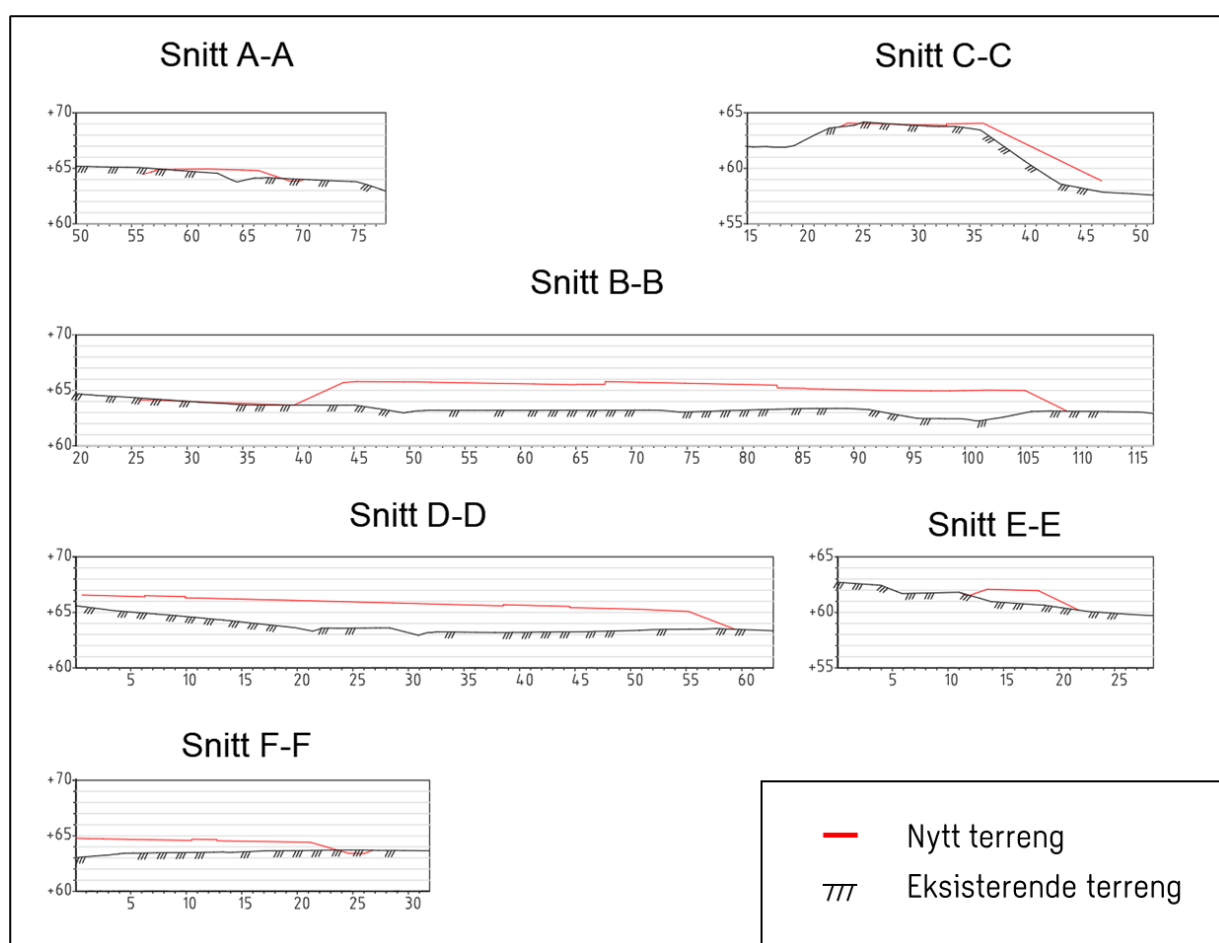 Snitt A-A
+70
+65
+60
50 55 60 65 70 75
Snitt C-C
+65
+60
+55
15 20 25 30 35 40 45 50
Snitt B-B
+70
+65
+60
20 25 30 35 40 45 50 55 60 65 70 75 80 85 90 95 100 105 110 115
Snitt D-D
+70
+65
+60
5 10 15 20 25 30 35 40 45 50 55 60
Snitt E-E
+65
+60
+55
5 10 15 20 25
Snitt F-F
+70
+65
+60
5 10 15 20 25 30
Nytt terreng
Eksisterende terreng